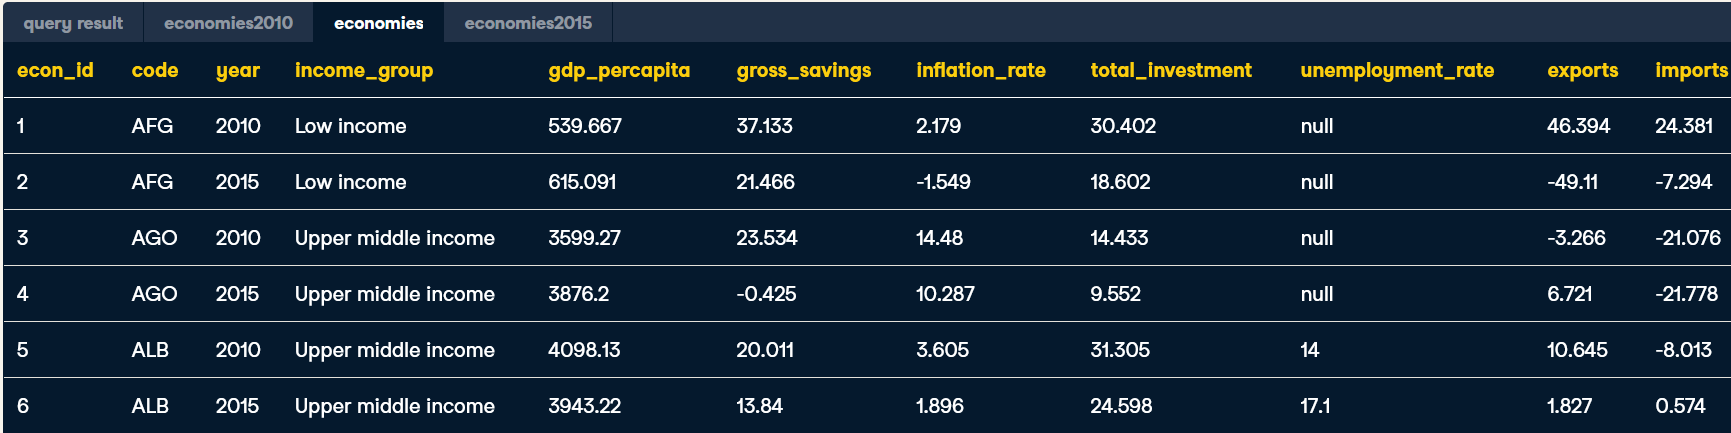 query result economies2010 economies economies2015
econ_id code year income_group gdp_percapita gross_savings inflation_rate total_investment unemployment_rate exports imports
1 AFG 2010 Low income 539.667 37.133 2.179 30.402 null 46.394 24.381
2 AFG 2015 Low income 615.091 21.466 -1.549 18.602 null -49.11 -7.294
3 AGO 2010 Upper middle income 3599.27 23.534 14.48 14.433 null -3.266 -21.076
4 AGO 2015 Upper middle income 3876.2 -0.425 10.287 9.552 null 6.721 -21.778
5 ALB 2010 Upper middle income 4098.13 20.011 3.605 31.305 14 10.645 -8.013
6 ALB 2015 Upper middle income 3943.22 13.84 1.896 24.598 17.1 1.827 0.574